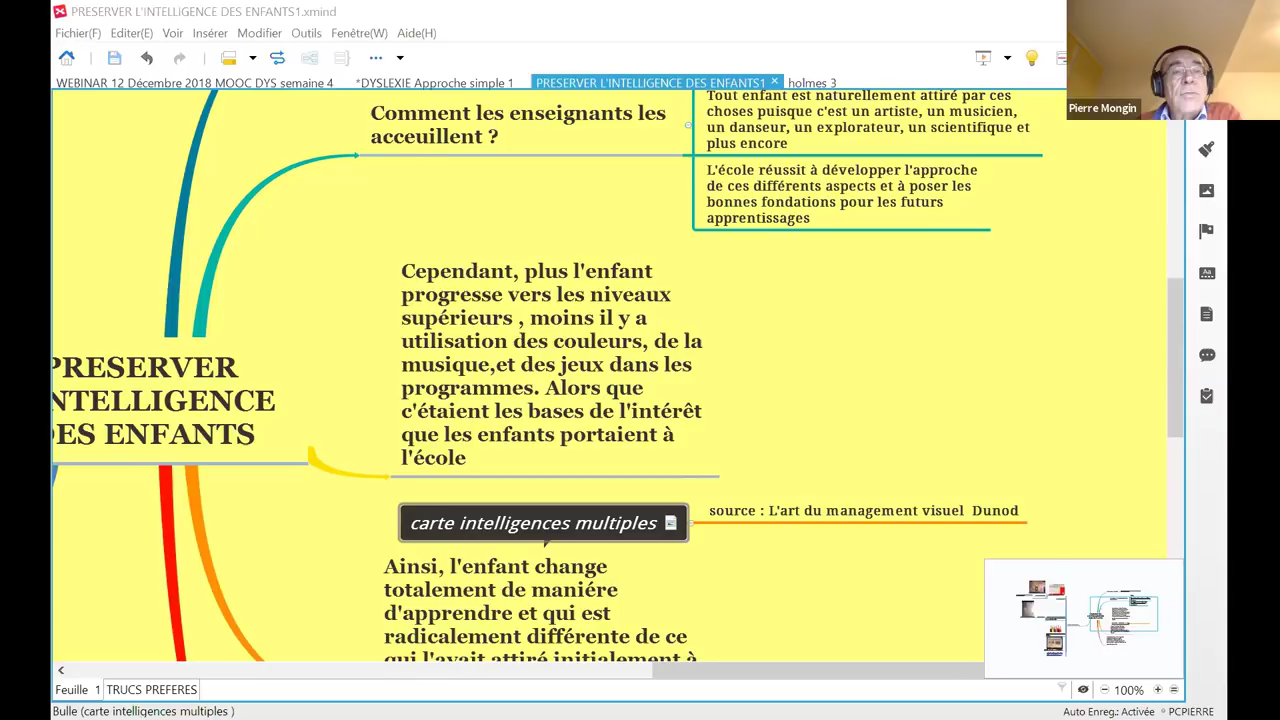 PRESERVER L'INTELLiGENCE DES ENFANTS1.xmind
Fichier(F) Editer(E) Voir Insérer Modifier Outils Fenêtre(W) Aide(H)
WEBINAR 12 Décembre 2018 MOOC DYS semaine 4 *DYSLEXIE Approche simple 1 PRESERVER L'INTELLiGENCE DES ENFANTS1 holmes 3
Pierre Mongin
Comment les enseignants les
acceuillent ?
Tout enfant est naturellement attiré par ces
choses puisque c'est un artiste, un musicien,
un danseur, un explorateur, un scientifique et
plus encore
L'école réussit à développer l'approche
de ces différents aspects et à poser les
bonnes fondations pour les futurs
apprentissages
Cependant, plus l'enfant
progresse vers les niveaux
supérieurs , moins il y a
utilisation des couleurs, de la
musique,et des jeux dans les
programmes. Alors que
c'étaient les bases de l'intérêt
que les enfants portaient à
l'école
PRESERVER
NTELLIGENCE
DES ENFANTS
carte intelligences multiples
source : L'art du management visuel Dunod
Ainsi, l'enfant change
totalement de maniére
d'apprendre et qui est
radicalement différente de ce
qui l'avait attiré initialement à
Feuille 1 TRUCS PREFERES
100%
Bulle (carte intelligences multiples )
Auto Enreg.: Activée PCPIERRE